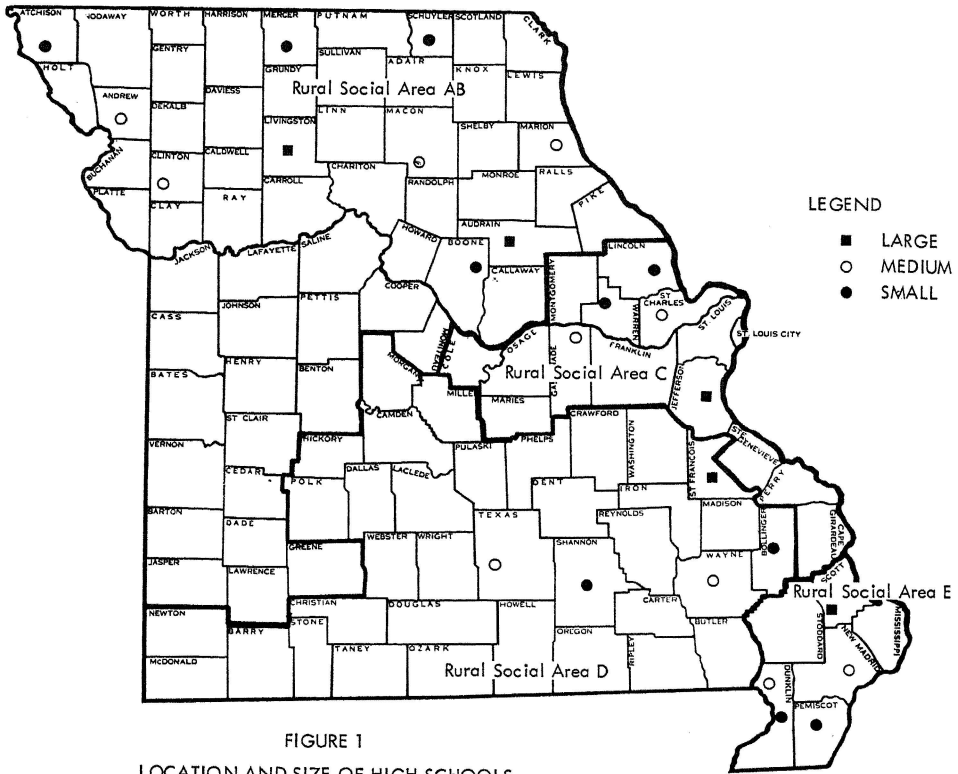 ATCHISON
NODAWAY
WORTH
HARRISON
MERCER
PUTNAM
SCHUYLER
SCOTLAND
CLARK
GENTRY
SULLIVAN
ADAIR
HOLT
GRUNDY
KNOX
LEWIS
ANDREW
DAVIESS
Rural Social Area AB
DEKALB
LIVINGSTON
LINN
MACON
SHELBY
MARION
BUCHANAN
CLINTON
CALDWELL
CHARITON
PLATTE
CARROLL
RANDOLPH
MONROE
RALLS
CLAY
RAY
PIKE
HOWARD
BOONE
AUDRAIN
JACKSON
LAFAYETTE
SALINE
CALLAWAY
MONTGOMERY
LINCOLN
COOPER
WARREN
ST CHARLES
ST LOUIS
ST. LOUIS CITY
LEGEND
LARGE
MEDIUM
SMALL
CASS
JOHNSON
PETTIS
MONITEAU
COLE
OSAGE
FRANKLIN
BATES
HENRY
BENTON
MORGAN
MILLER
Rural Social Area C
MARIES
JEFFERSON
ST CLAIR
CAMDEN
CRAWFORD
WASHINGTON
STE. GENEVIEVE
VERNON
HICKORY
PULASKI
PHELPS
ST FRANCOIS
PERRY
CEDAR
POLK
DALLAS
LACLEDE
DENT
IRON
MADISON
BOLLINGER
CAPE GIRARDEAU
BARTON
DADE
TEXAS
REYNOLDS
GREENE
WEBSTER
WRIGHT
SHANNON
WAYNE
JASPER
LAWRENCE
SCOTT
NEWTON
CHRISTIAN
DOUGLAS
HOWELL
CARTER
BUTLER
STODDARD
Rural Social Area E
MISSISSIPPI
BARRY
STONE
OREGON
RIPLEY
NEW MADRID
McDONALD
TANEY
OZARK
Rural Social Area D
DUNKLIN
PEMISCOT
FIGURE 1
LOCATION AND SIZE OF HIGH SCHOOLS